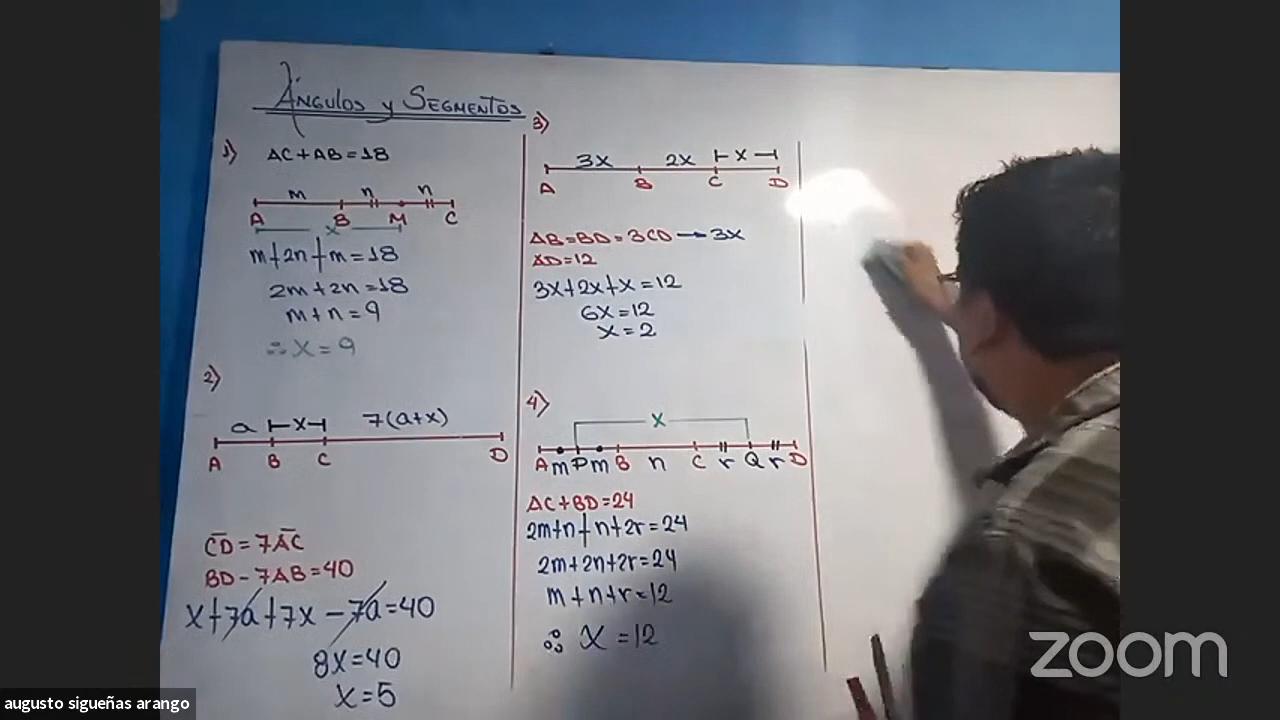 Ángulos y Segmentos
1)
AC+AB=18
m n n
A B M C
x
m+2n+m=18
2m+2n=18
m+n=9
∴ x=9
2)
a x 7(a+x)
A B C D
CD=7AC
BD-7AB=40
x+7a+7x-7a=40
8x=40
x=5
3)
3x 2x x
A B C D
AB=BD=3CD→3x
AD=12
3x+2x+x=12
6x=12
x=2
4)
x
A m P m B n C r Q r D
AC+BD=24
2m+n+n+2r=24
2m+2n+2r=24
m+n+r=12
∴ x=12
zoom
augusto sigueñas arango